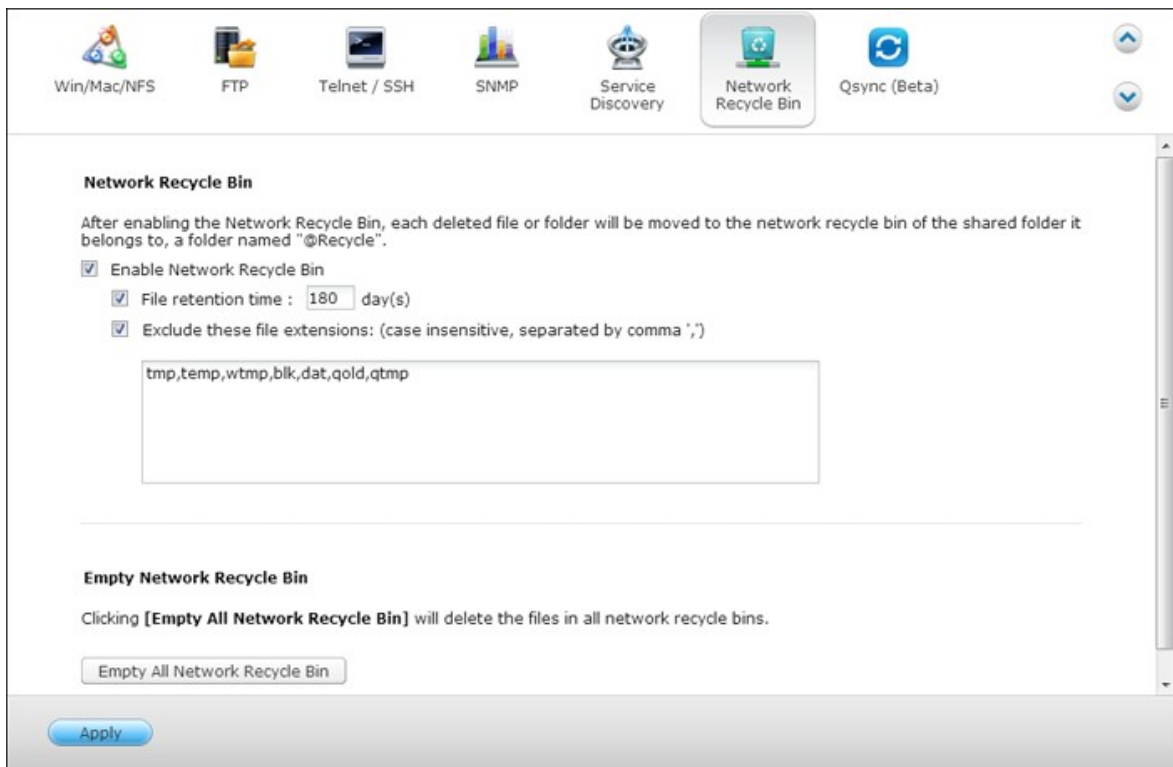 Win/Mac/NFS
FTP
Telnet / SSH
SNMP
Service
Discovery
Network
Recycle Bin
Qsync (Beta)
Network Recycle Bin
After enabling the Network Recycle Bin, each deleted file or folder will be moved to the network recycle bin of the shared folder it
belongs to, a folder named "@Recycle".
Enable Network Recycle Bin
File retention time : 180 day(s)
Exclude these file extensions: (case insensitive, separated by comma ',')
tmp,temp,wtmp,blk,dat,qold,qtmp
Empty Network Recycle Bin
Clicking [Empty All Network Recycle Bin] will delete the files in all network recycle bins.
Empty All Network Recycle Bin
Apply